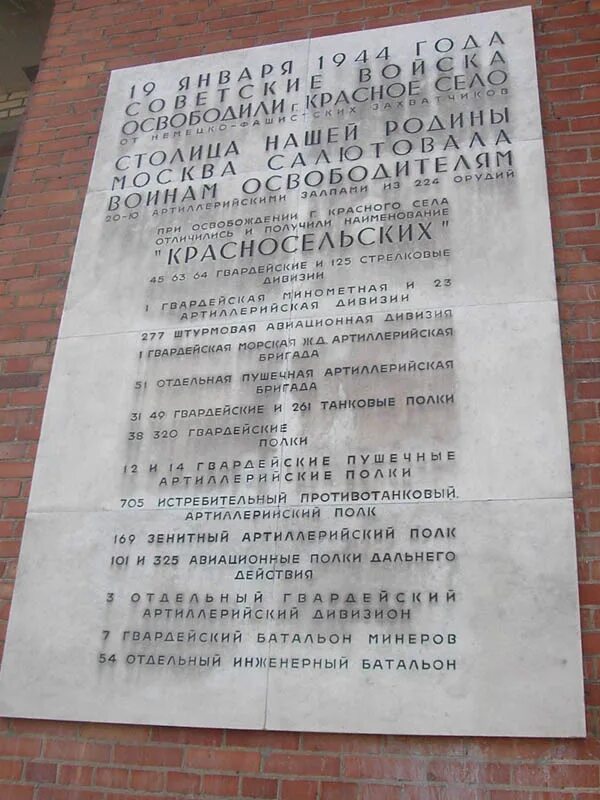 19 ЯНВАРЯ 1944 ГОДА
СОВЕТСКИЕ ВОЙСКА
ОСВОБОДИЛИ г. КРАСНОЕ СЕЛО
ОТ НЕМЕЦКО-ФАШИСТСКИХ ЗАХВАТЧИКОВ
СТОЛИЦА НАШЕЙ РОДИНЫ
МОСКВА САЛЮТОВАЛА
ВОИНАМ ОСВОБОДИТЕЛЯМ
20-Ю АРТИЛЛЕРИЙСКИМИ ЗАЛПАМИ ИЗ 224 ОРУДИЙ
ПРИ ОСВОБОЖДЕНИИ Г. КРАСНОГО СЕЛА
ОТЛИЧИЛИСЬ И ПОЛУЧИЛИ НАИМЕНОВАНИЕ
"КРАСНОСЕЛЬСКИХ"
45 63 64 ГВАРДЕЙСКИЕ И 125 СТРЕЛКОВЫЕ
ДИВИЗИИ
1 ГВАРДЕЙСКАЯ МИНОМЕТНАЯ И 23
АРТИЛЛЕРИЙСКАЯ ДИВИЗИИ
277 ШТУРМОВАЯ АВИАЦИОННАЯ ДИВИЗИЯ
1 ГВАРДЕЙСКАЯ МОРСКАЯ Ж.Д. АРТИЛЛЕРИЙСКАЯ
БРИГАДА
51 ОТДЕЛЬНАЯ ПУШЕЧНАЯ АРТИЛЛЕРИЙСКАЯ
БРИГАДА
31 49 ГВАРДЕЙСКИЕ И 261 ТАНКОВЫЕ ПОЛКИ
38 320 ГВАРДЕЙСКИЕ
ПОЛКИ
12 И 14 ГВАРДЕЙСКИЕ ПУШЕЧНЫЕ
АРТИЛЛЕРИЙСКИЕ ПОЛКИ
705 ИСТРЕБИТЕЛЬНЫЙ ПРОТИВОТАНКОВЫЙ
АРТИЛЛЕРИЙСКИЙ ПОЛК
169 ЗЕНИТНЫЙ АРТИЛЛЕРИЙСКИЙ ПОЛК
101 И 325 АВИАЦИОННЫЕ ПОЛКИ ДАЛЬНЕГО
ДЕЙСТВИЯ
3 ОТДЕЛЬНЫЙ ГВАРДЕЙСКИЙ
АРТИЛЛЕРИЙСКИЙ ДИВИЗИОН
7 ГВАРДЕЙСКИЙ БАТАЛЬОН МИНЕРОВ
54 ОТДЕЛЬНЫЙ ИНЖЕНЕРНЫЙ БАТАЛЬОН